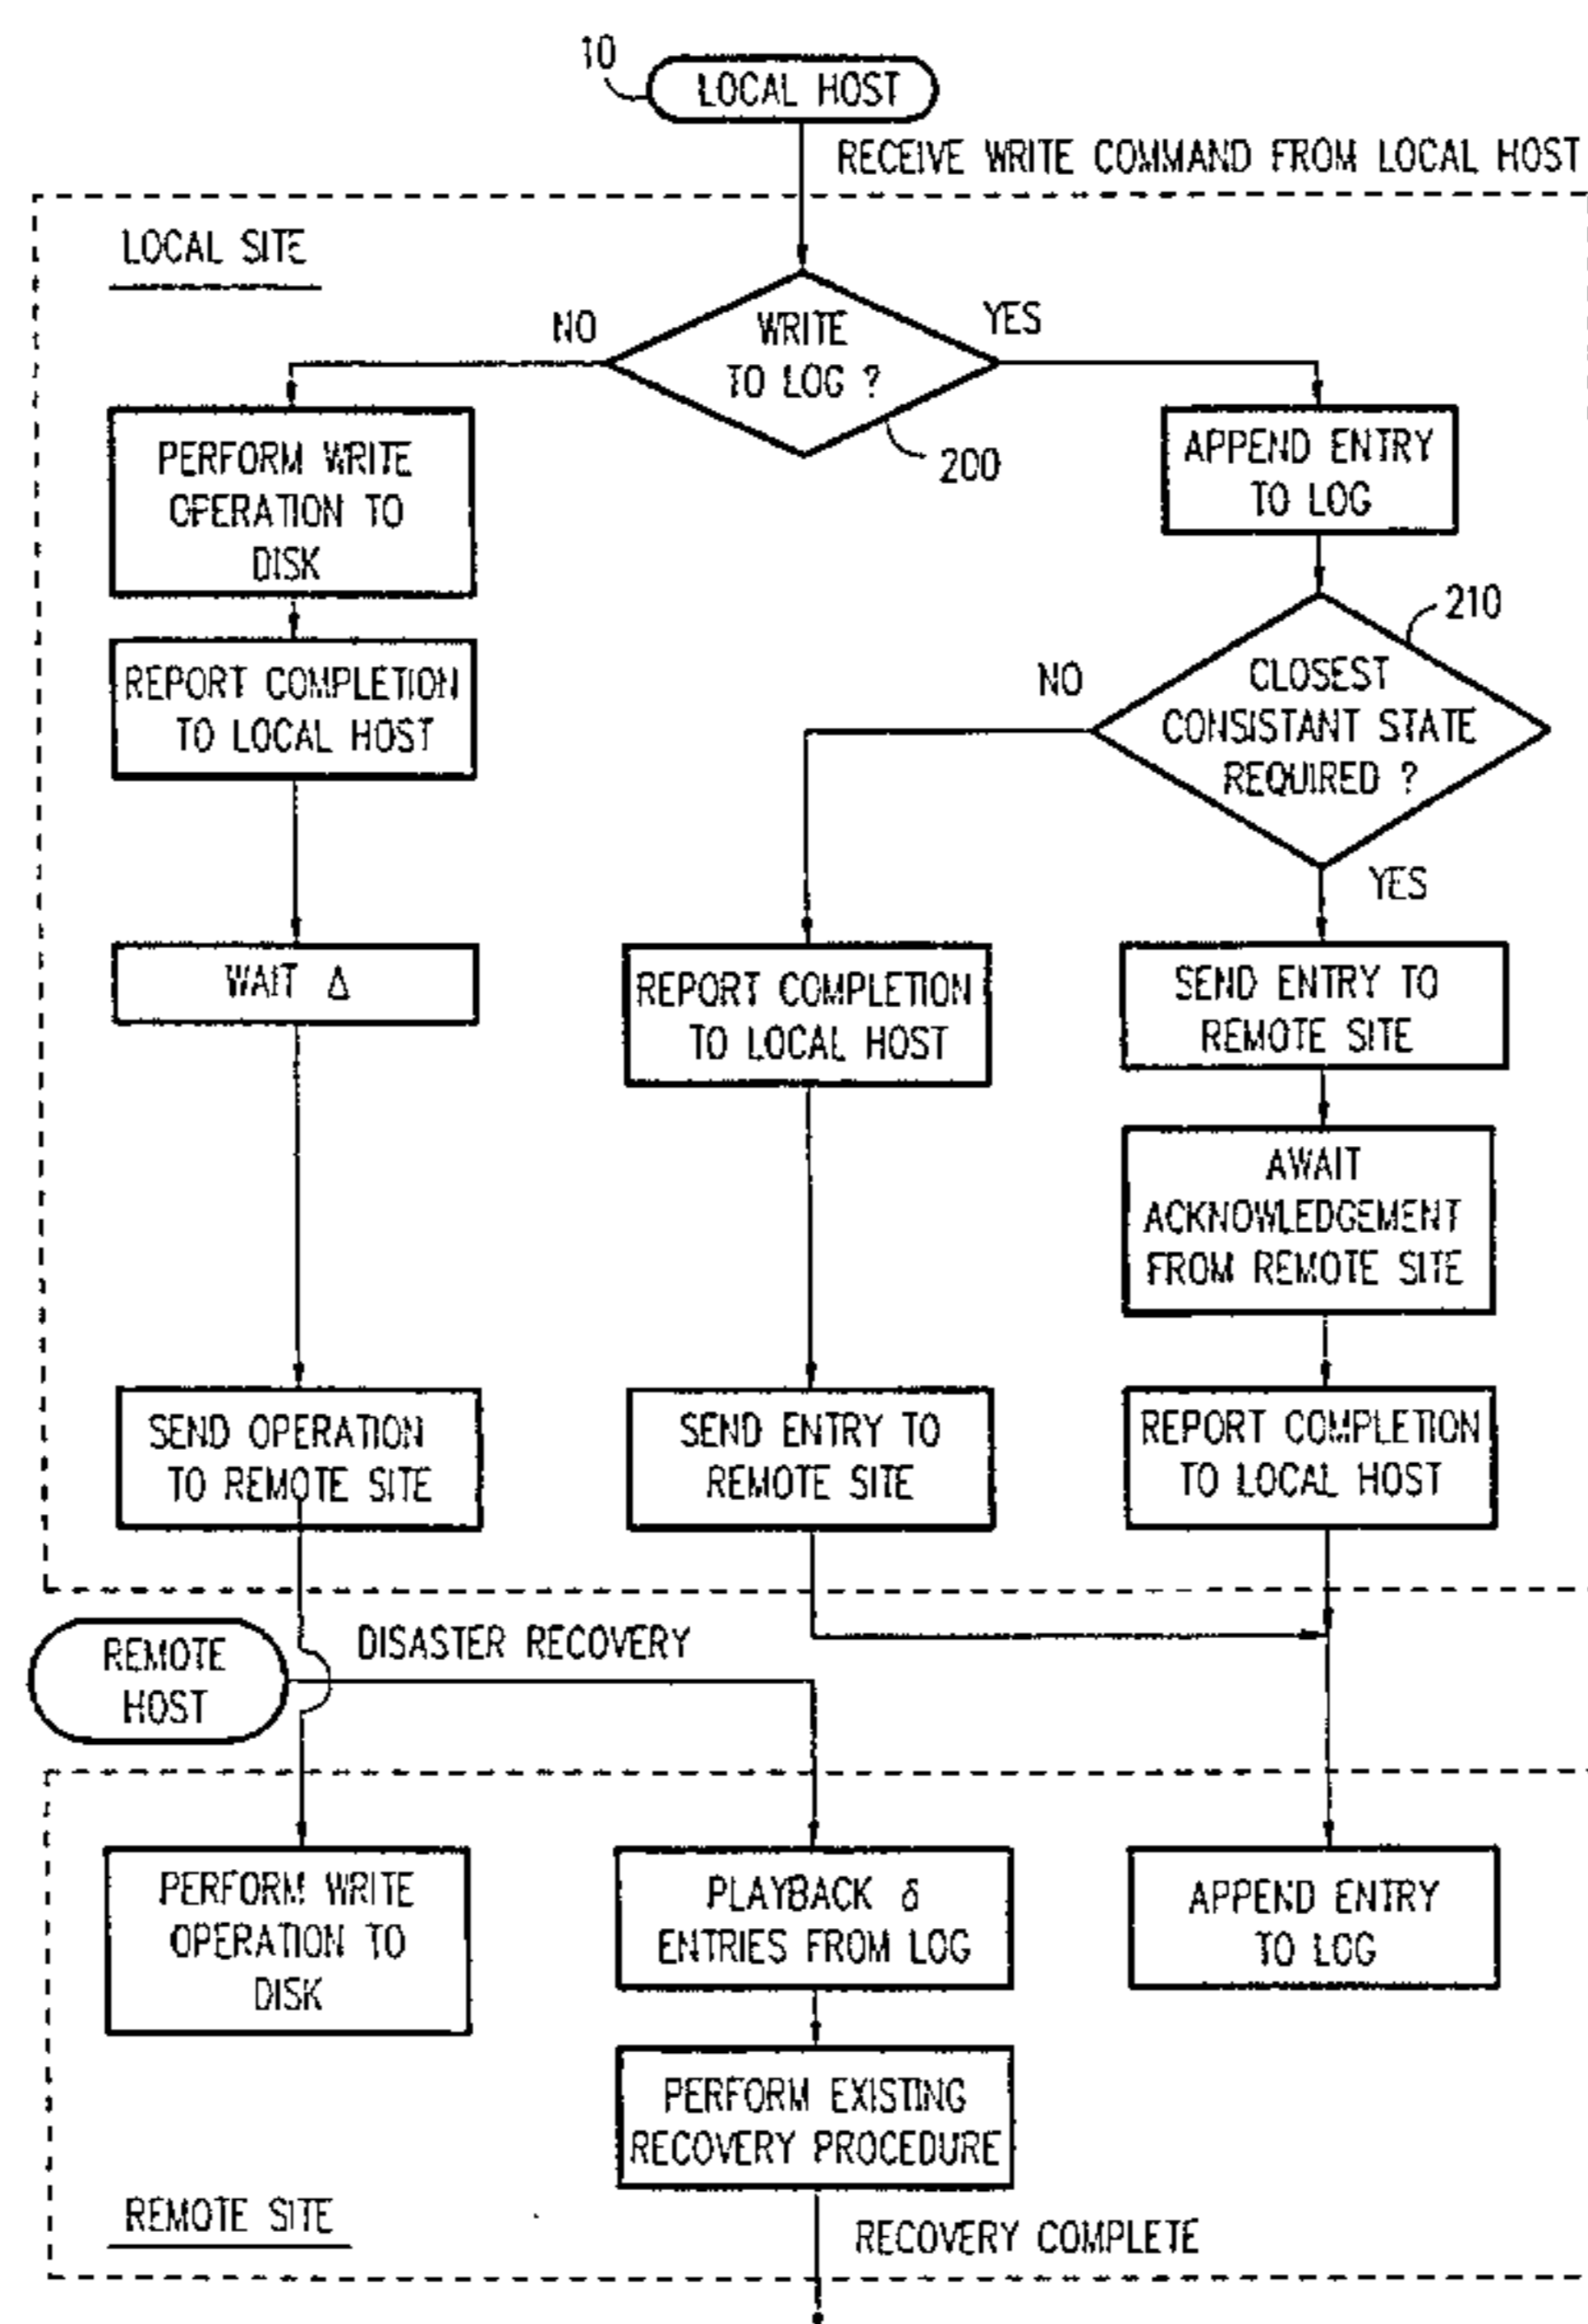 10
LOCAL HOST
RECEIVE WRITE COMMAND FROM LOCAL HOST
LOCAL SITE
NO
WRITE
TO LOG ?
YES
200
PERFORM WRITE
OPERATION TO
DISK
APPEND ENTRY
TO LOG
210
REPORT COMPLETION
TO LOCAL HOST
NO
CLOSEST
CONSISTANT STATE
REQUIRED ?
YES
WAIT Δ
REPORT COMPLETION
TO LOCAL HOST
SEND ENTRY TO
REMOTE SITE
AWAIT
ACKNOWLEDGEMENT
FROM REMOTE SITE
SEND OPERATION
TO REMOTE SITE
SEND ENTRY TO
REMOTE SITE
REPORT COMPLETION
TO LOCAL HOST
REMOTE
HOST
DISASTER RECOVERY
PERFORM WRITE
OPERATION TO
DISK
PLAYBACK δ
ENTRIES FROM LOG
APPEND ENTRY
TO LOG
PERFORM EXISTING
RECOVERY PROCEDURE
REMOTE SITE
RECOVERY COMPLETE